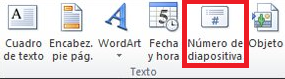 Cuadro de texto
Encabez. pie pág.
WordArt
Fecha y hora
#
Número de diapositiva
Objeto
Texto